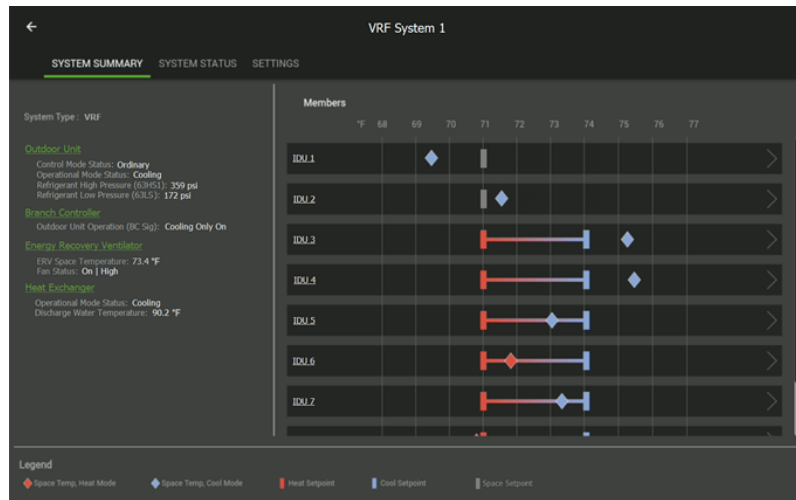 VRF System 1
SYSTEM SUMMARY SYSTEM STATUS SETTINGS
System Type : VRF
Outdoor Unit
Control Mode Status: Ordinary
Operational Mode Status: Cooling
Refrigerant High Pressure (63HS1): 359 psi
Refrigerant Low Pressure (63LS): 172 psi
Branch Controller
Outdoor Unit Operation (BC Sig): Cooling Only On
Energy Recovery Ventilator
ERV Space Temperature: 73.4 °F
Fan Status: On | High
Heat Exchanger
Operational Mode Status: Cooling
Discharge Water Temperature: 90.2 °F
Members
°F 68 69 70 71 72 73 74 75 76 77
IDU 1
IDU 2
IDU 3
IDU 4
IDU 5
IDU 6
IDU 7
Legend
Space Temp, Heat Mode Space Temp, Cool Mode Heat Setpoint Cool Setpoint Space Setpoint